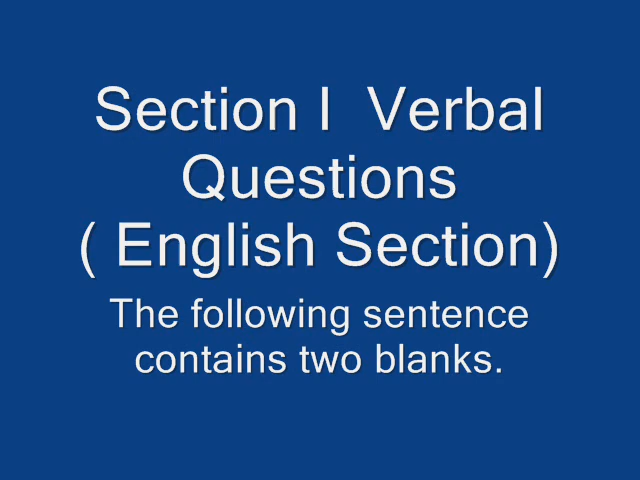 Section I  Verbal
Questions
( English Section)
The following sentence
contains two blanks.